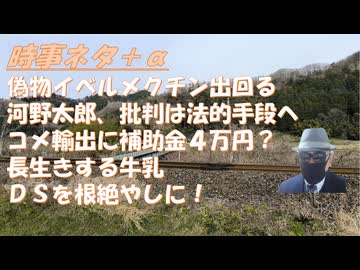 時事ネタ+α
偽物イベルメクチン出回る
河野太郎、批判は法的手段へ
コメ輸出に補助金４万円？
長生きする牛乳
ＤＳを根絶やしに！